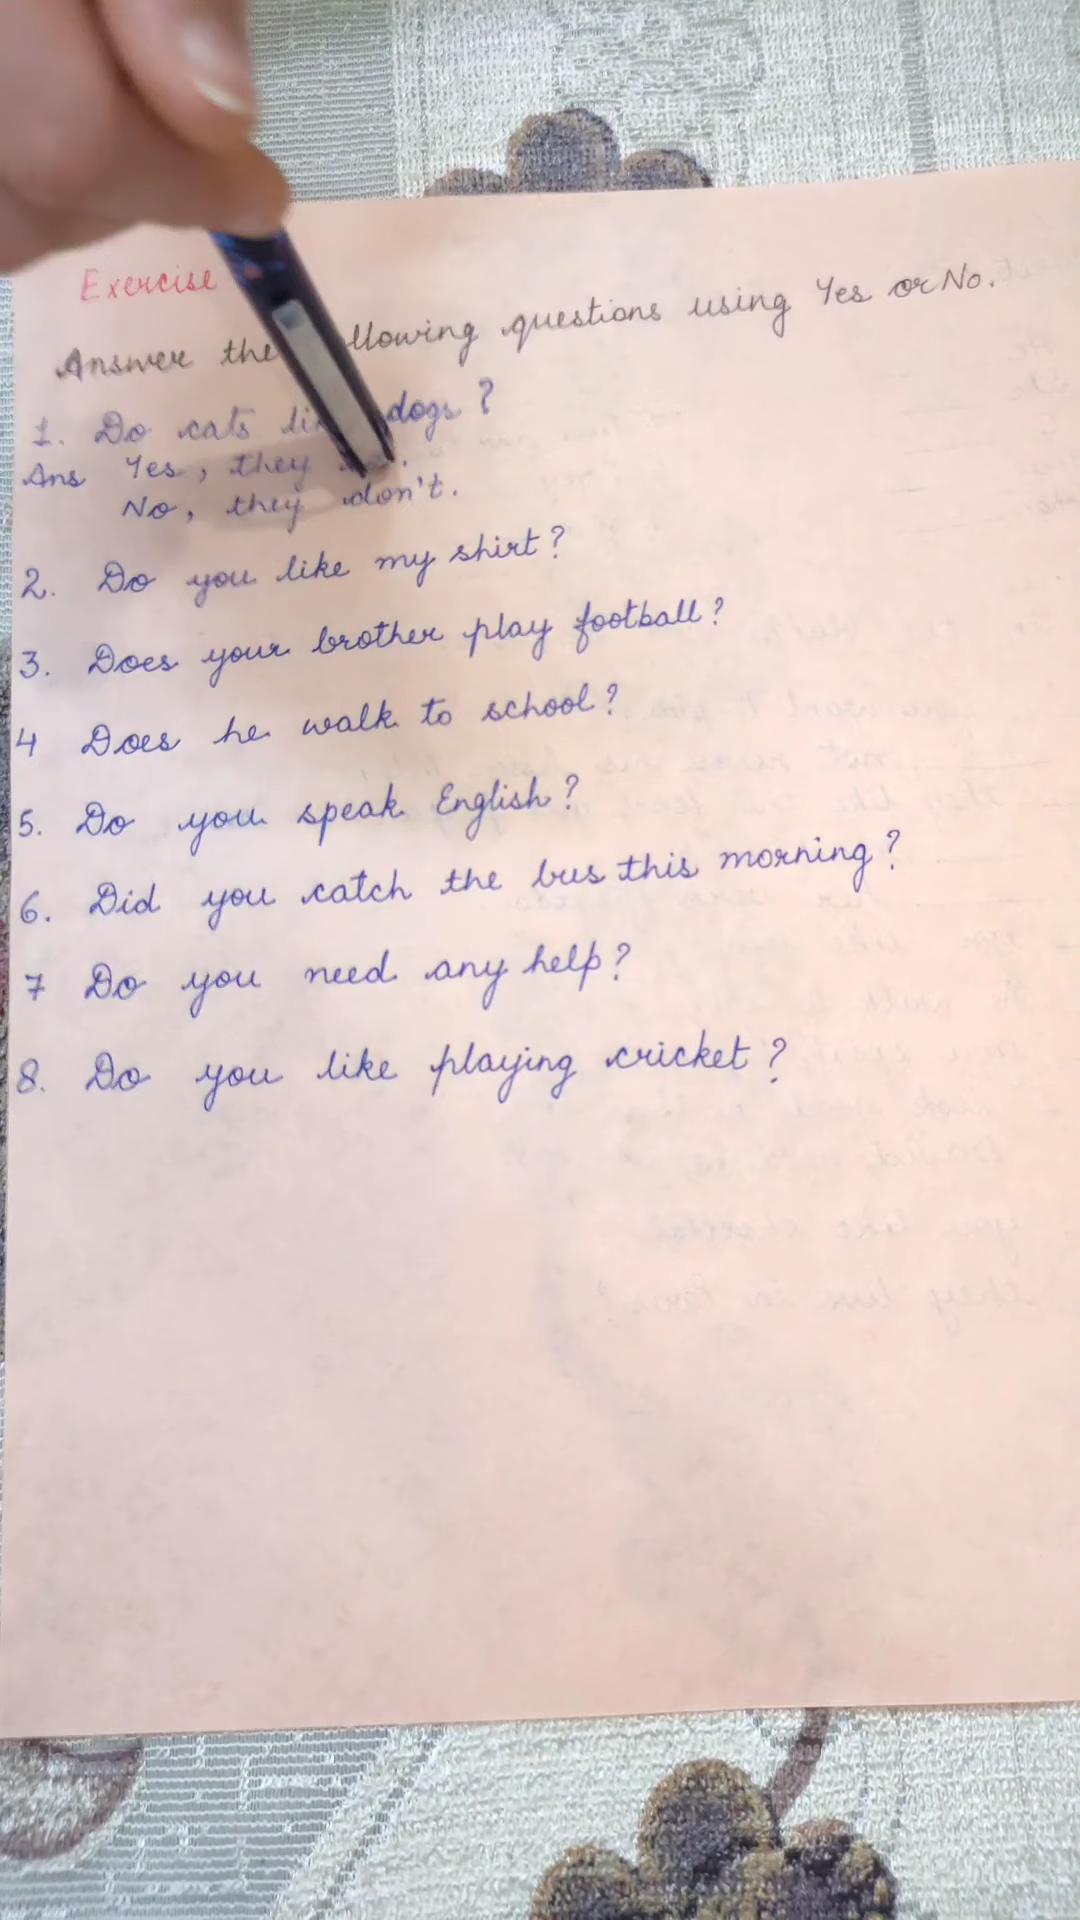 Exercise
Answer the following questions using Yes or No.
1. Do cats like dogs?
Ans Yes, they
No, they don't.
2. Do you like my shirt?
3. Does your brother play football?
4 Does he walk to school?
5. Do you speak English?
6. Did you catch the bus this morning?
7 Do you need any help?
8. Do you like playing cricket?